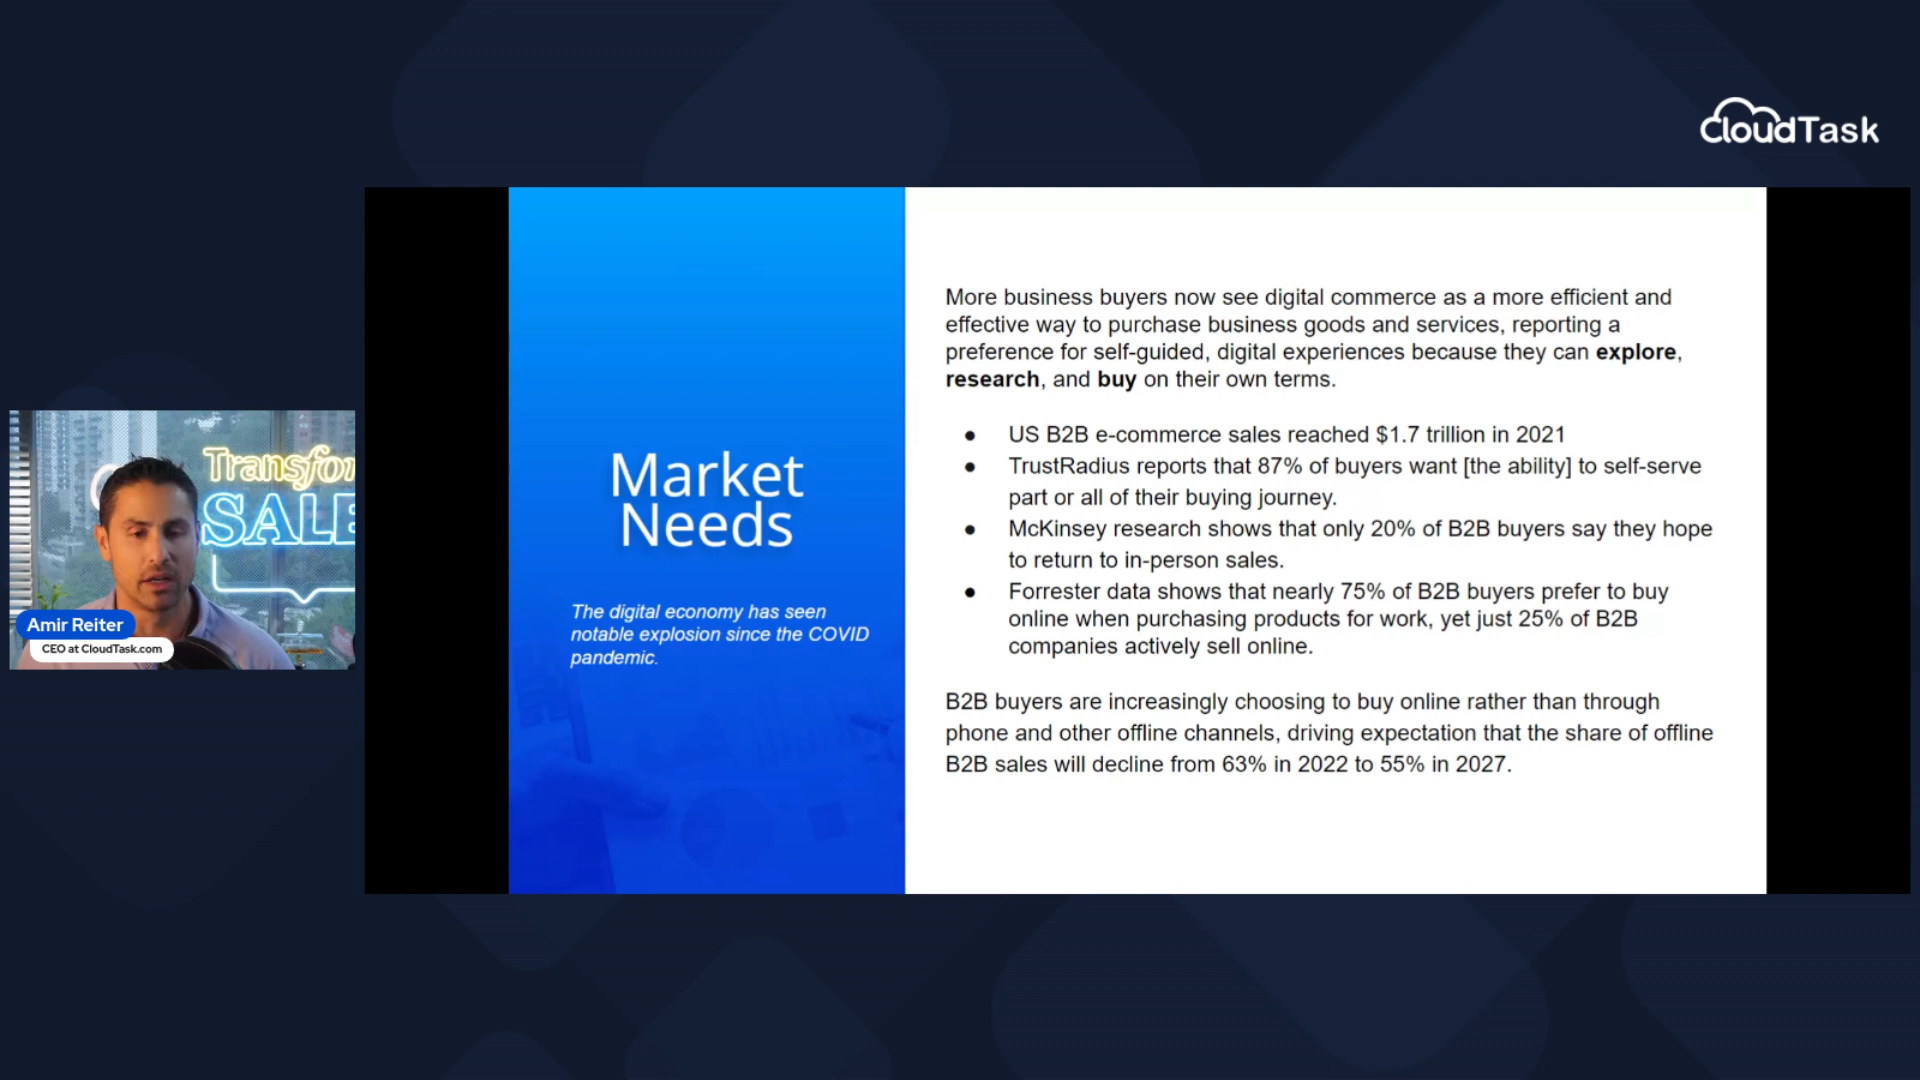 CloudTask
Transfor
SALE
Amir Reiter
CEO at CloudTask.com
Market
Needs
The digital economy has seen
notable explosion since the COVID
pandemic.
More business buyers now see digital commerce as a more efficient and
effective way to purchase business goods and services, reporting a
preference for self-guided, digital experiences because they can explore,
research, and buy on their own terms.
● US B2B e-commerce sales reached $1.7 trillion in 2021
● TrustRadius reports that 87% of buyers want [the ability] to self-serve
part or all of their buying journey.
● McKinsey research shows that only 20% of B2B buyers say they hope
to return to in-person sales.
● Forrester data shows that nearly 75% of B2B buyers prefer to buy
online when purchasing products for work, yet just 25% of B2B
companies actively sell online.
B2B buyers are increasingly choosing to buy online rather than through
phone and other offline channels, driving expectation that the share of offline
B2B sales will decline from 63% in 2022 to 55% in 2027.